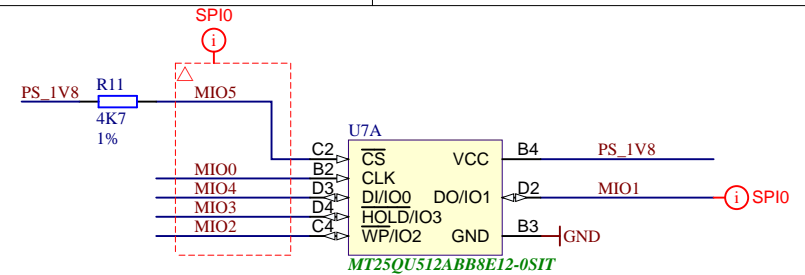 SPI0
i
PS_1V8 R11 MIO5
4K7
1%
U7A
C2 CS VCC B4 PS_1V8
MIO0 B2 CLK
MIO4 D3 DI/IO0 DO/IO1 D2 MIO1 i SPI0
MIO3 D4 HOLD/IO3
MIO2 C4 WP/IO2 GND B3 GND
MT25QU512ABB8E12-0SIT